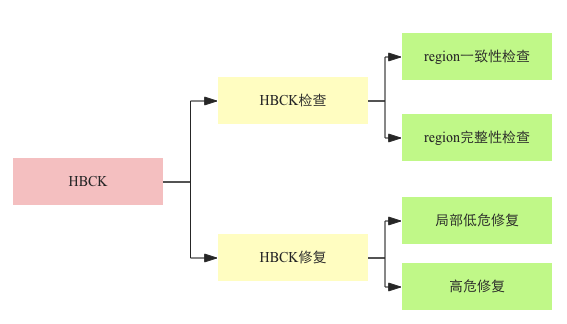 HBCK
HBCK检查
region一致性检查
region完整性检查
HBCK修复
局部低危修复
高危修复